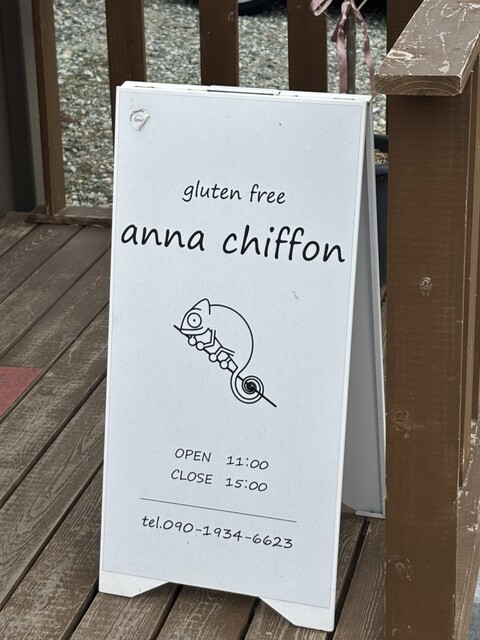 gluten free
anna chiffon
OPEN 11:00
CLOSE 15:00
tel.090-1934-6623